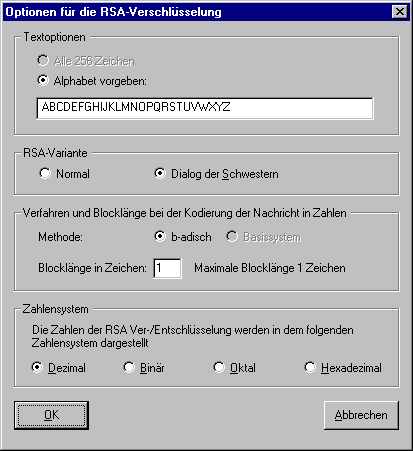 Optionen für die RSA-Verschlüsselung
Textoptionen
Alle 256 Zeichen
Alphabet vorgeben:
ABCDEFGHIJKLMNOPQRSTUVWXYZ
RSA-Variante
Normal Dialog der Schwestern
Verfahren und Blocklänge bei der Kodierung der Nachricht in Zahlen
Methode: b-adisch Basissystem
Blocklänge in Zeichen: 1 Maximale Blocklänge 1 Zeichen
Zahlensystem
Die Zahlen der RSA Ver-/Entschlüsselung werden in dem folgenden
Zahlensystem dargestellt
Dezimal Binär Oktal Hexadezimal
OK Abbrechen